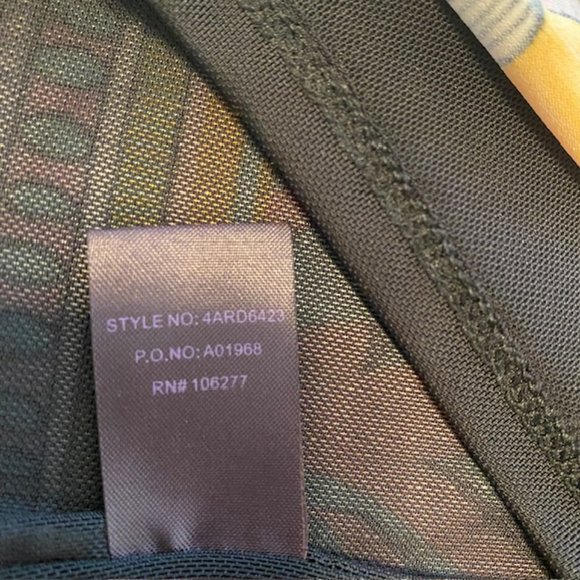 STYLE NO: 4ARD6423
P.O.NO: A01968
RN# 106277